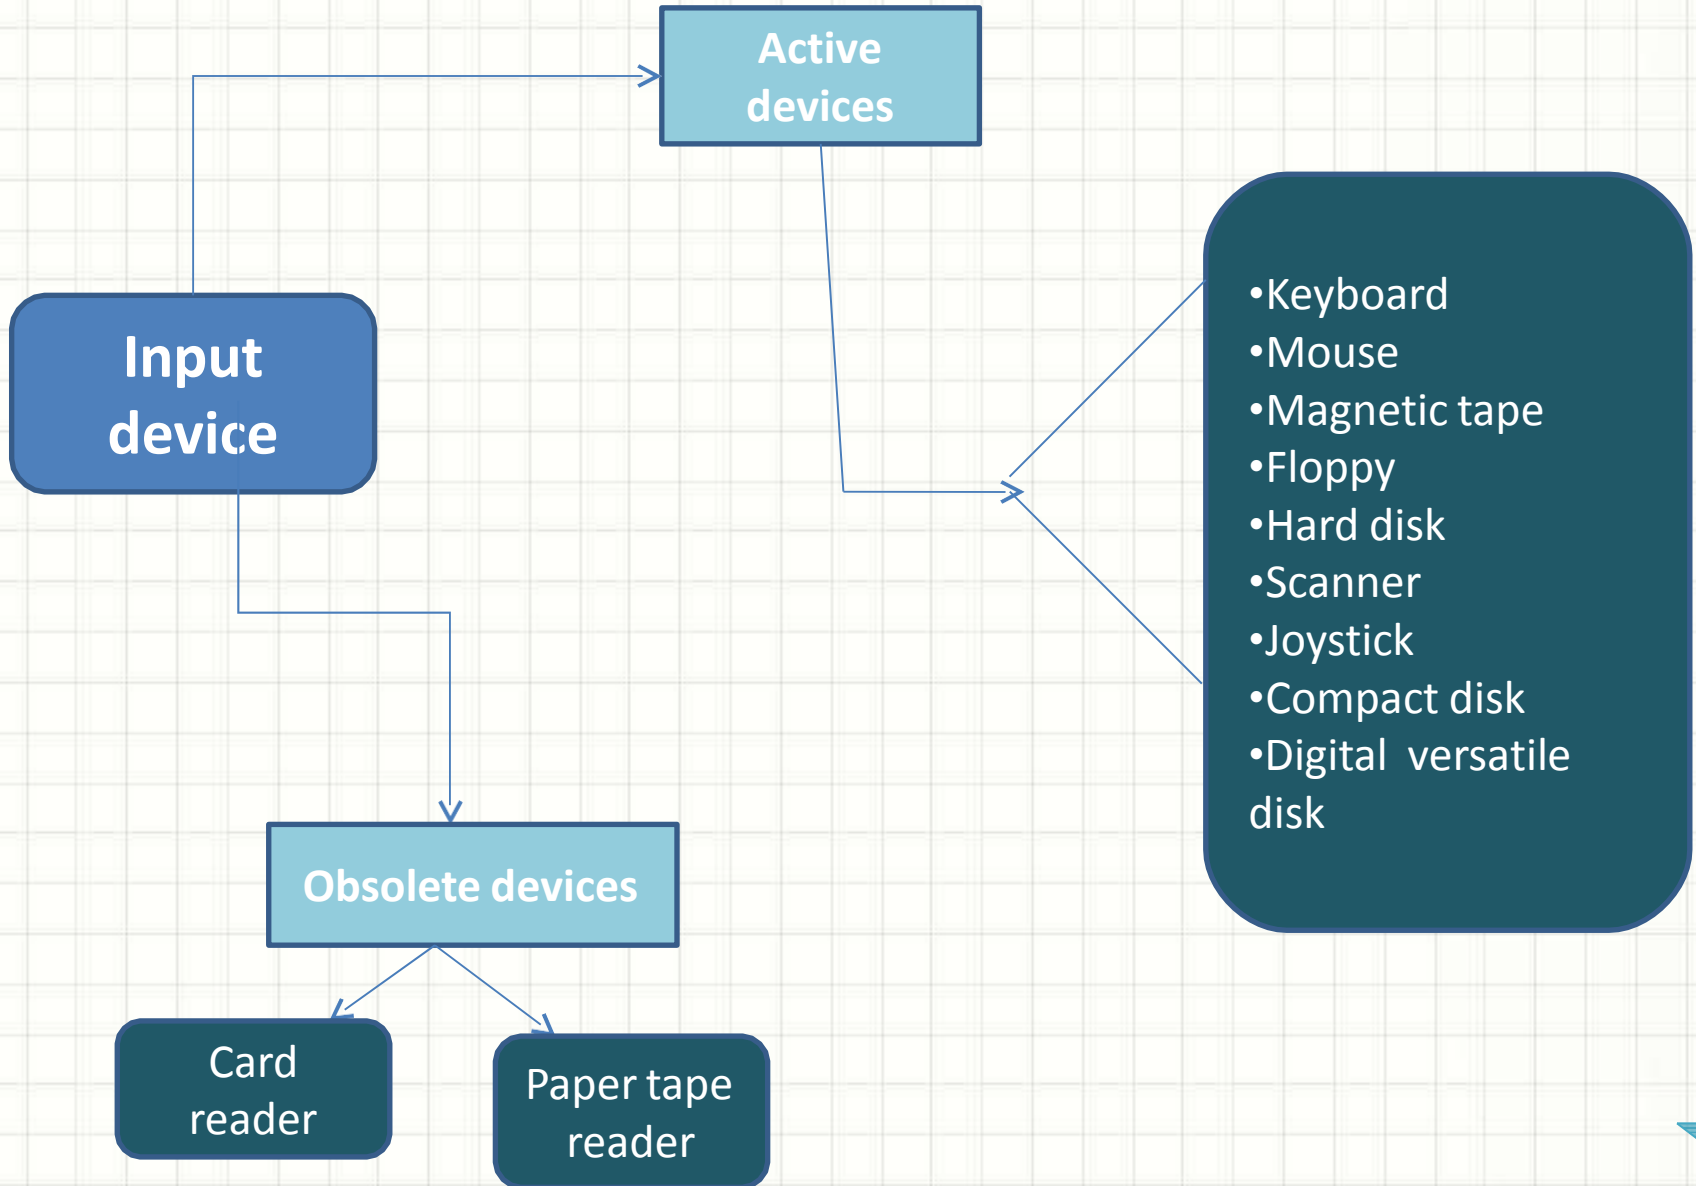 Active
devices
Input
device
•Keyboard
•Mouse
•Magnetic tape
•Floppy
•Hard disk
•Scanner
•Joystick
•Compact disk
•Digital  versatile
disk
Obsolete devices
Card
reader
Paper tape
reader